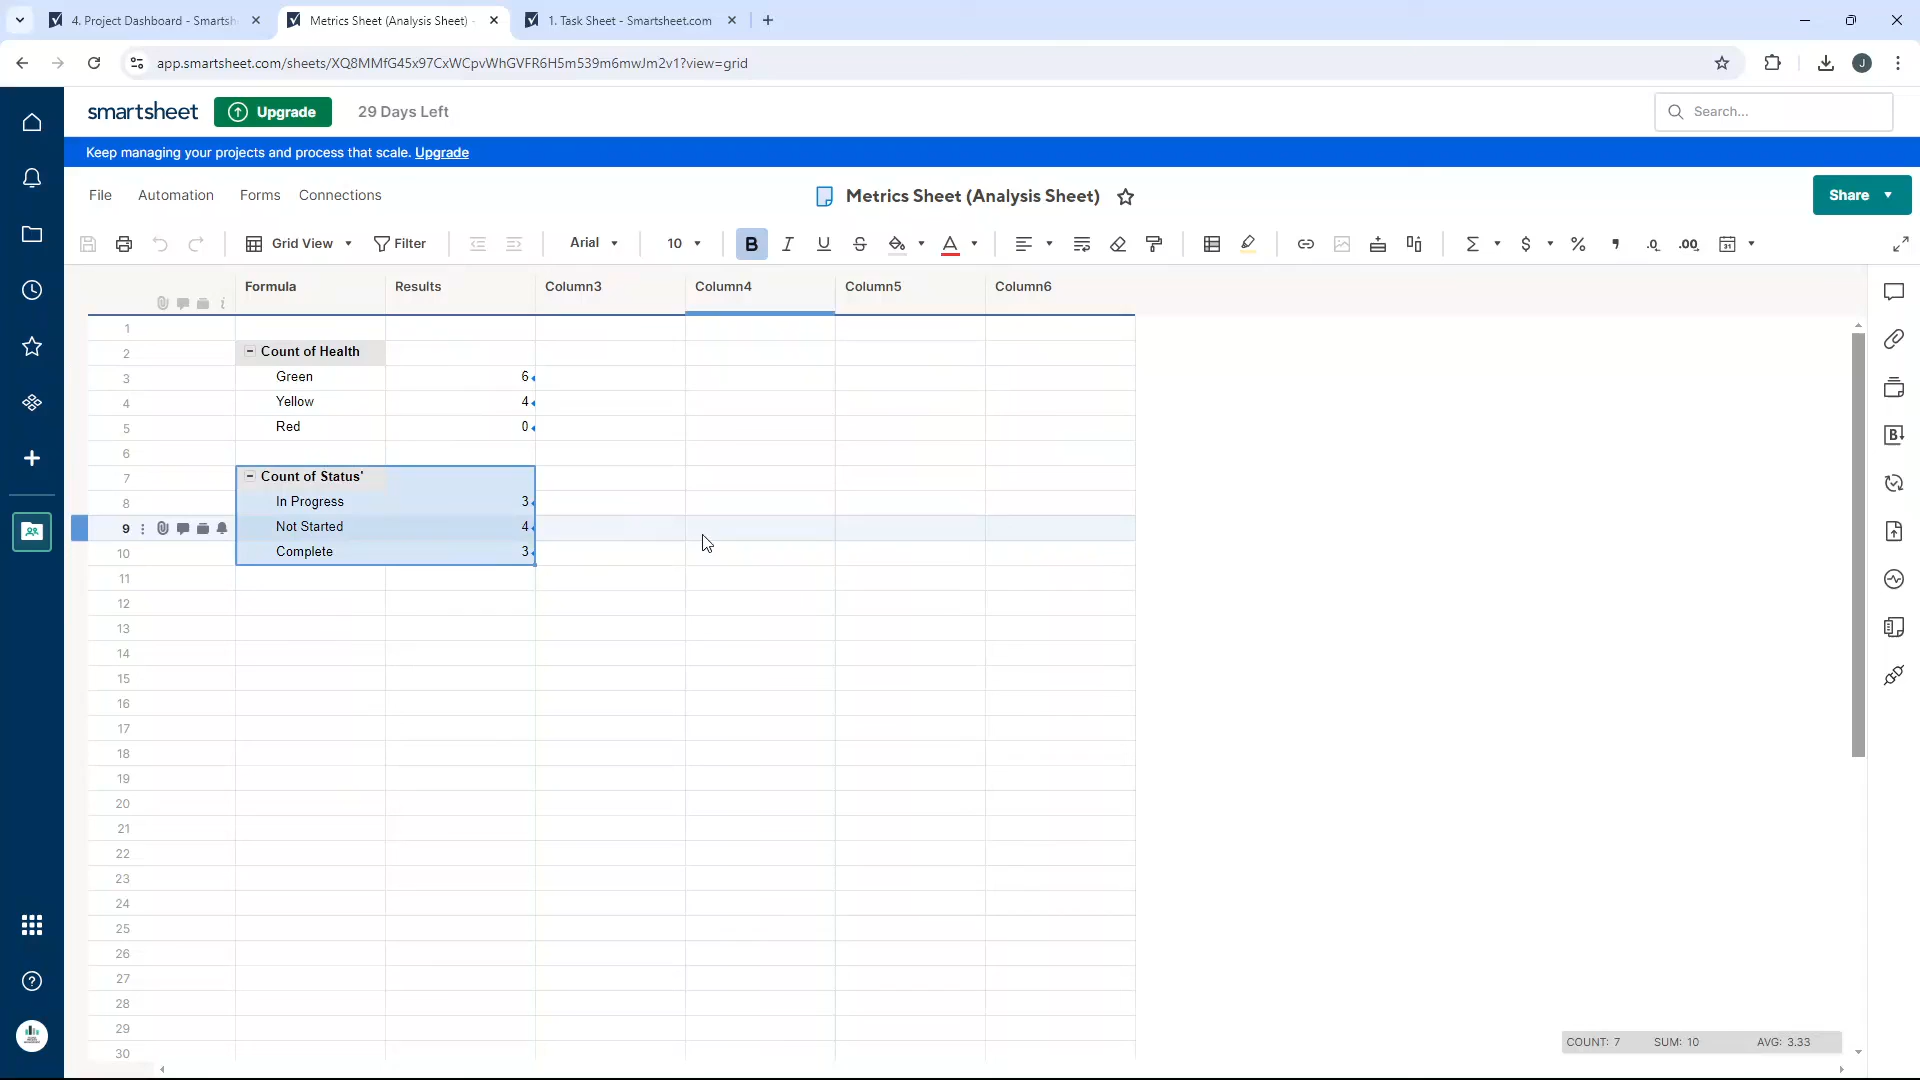 4. Project Dashboard - Smartsh
Metrics Sheet (Analysis Sheet) -
1. Task Sheet - Smartsheet.com
app.smartsheet.com/sheets/XQ8MMfG45x97CxWCpvWhGVFR6H5m539m6mwJm2v1?view=grid
J
smartsheet
Upgrade
29 Days Left
Search...
Keep managing your projects and process that scale. Upgrade
File Automation Forms Connections
Metrics Sheet (Analysis Sheet)
Share
Grid View Filter Arial 10 B I U S A Σ $ % , .0 .00 31
Formula Results Column3 Column4 Column5 Column6
1
2 Count of Health
3 Green 6
4 Yellow 4
5 Red 0
6
7 Count of Status'
8 In Progress 3
9 Not Started 4
10 Complete 3
11
12
13
14
15
16
17
18
19
20
21
22
23
24
25
26
27
28
29
30
COUNT: 7 SUM: 10 AVG: 3.33